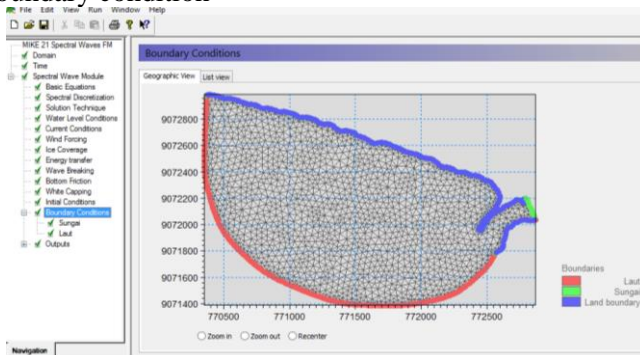 oundary condition
File Edit View Run Window Help
MIKE 21 Spectral Waves FM
Domain
Time
Spectral Wave Module
Basic Equations
Spectral Discretization
Solution Technique
Water Level Conditions
Current Conditions
Wind Forcing
Ice Coverage
Energy transfer
Wave Breaking
Bottom Friction
White Capping
Initial Conditions
Boundary Conditions
Sungai
Laut
Outputs
Navigation
Boundary Conditions
Geographic View List view
9072800
9072600
9072400
9072200
9072000
9071800
9071600
9071400
770500 771000 771500 772000 772500
Boundaries
Laut
Sungai
Land boundary
Zoom in Zoom out Recenter